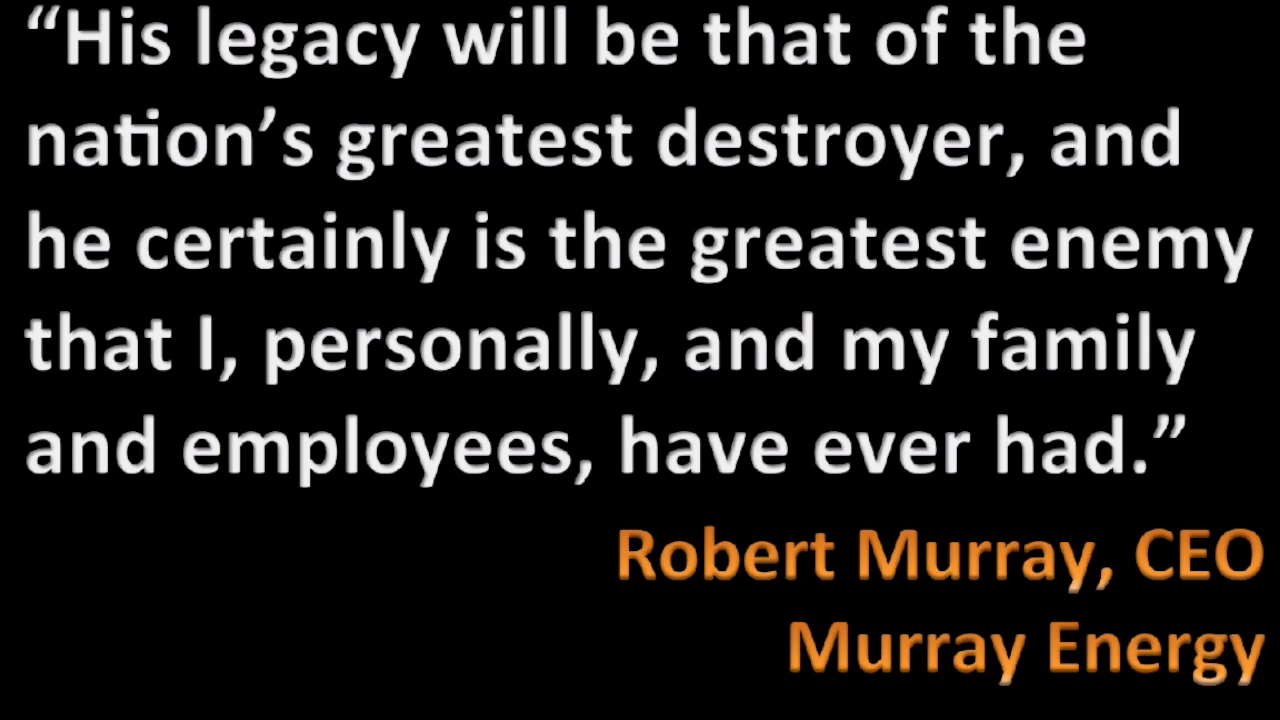 “His legacy will be that of the
nation’s greatest destroyer, and
he certainly is the greatest enemy
that I, personally, and my family
and employees, have ever had.”
Robert Murray, CEO
Murray Energy